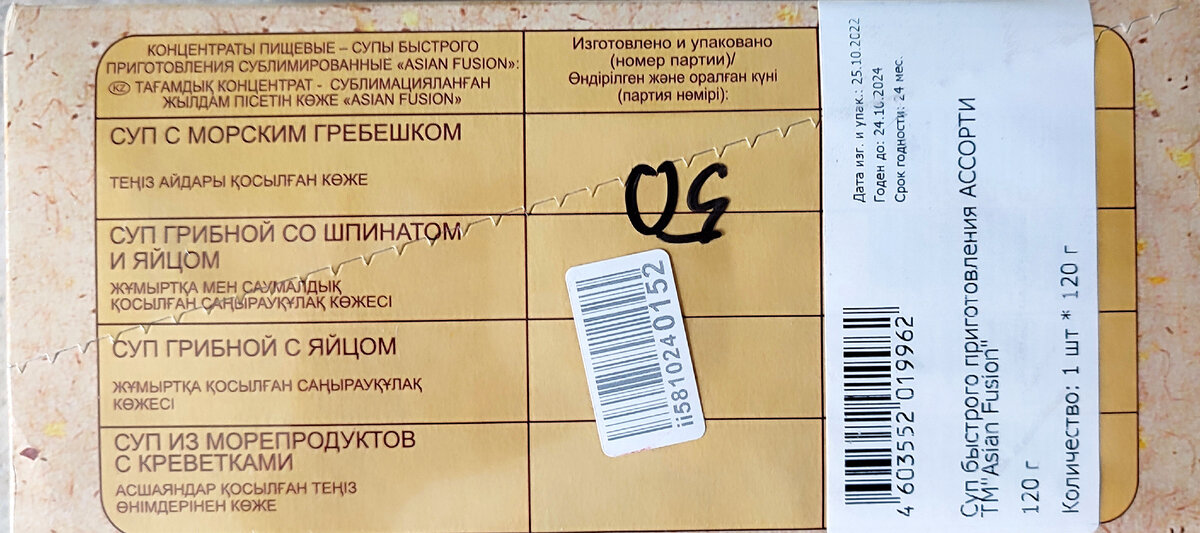 КОНЦЕНТРАТЫ ПИЩЕВЫЕ – СУПЫ БЫСТРОГО
ПРИГОТОВЛЕНИЯ СУБЛИМИРОВАННЫЕ «ASIAN FUSION»:
KZ ТАҒАМДЫҚ КОНЦЕНТРАТ - СУБЛИМАЦИЯЛАНҒАН
ЖЫЛДАМ ПІСЕТІН КӨЖЕ «ASIAN FUSION»
Изготовлено и упаковано
(номер партии)/
Өндірілген және оралған күні
(партия нөмірі):
СУП С МОРСКИМ ГРЕБЕШКОМ
ТЕҢІЗ АЙДАРЫ ҚОСЫЛҒАН КӨЖЕ
СУП ГРИБНОЙ СО ШПИНАТОМ
И ЯЙЦОМ
ЖҰМЫРТҚА МЕН САУМАЛДЫҚ
ҚОСЫЛҒАН САҢЫРАУҚҰЛАҚ КӨЖЕСІ
СУП ГРИБНОЙ С ЯЙЦОМ
ЖҰМЫРТҚА ҚОСЫЛҒАН САҢЫРАУҚҰЛАҚ
КӨЖЕСІ
СУП ИЗ МОРЕПРОДУКТОВ
С КРЕВЕТКАМИ
АСШАЯНДАР ҚОСЫЛҒАН ТЕҢІЗ
ӨНІМДЕРІНЕН КӨЖЕ
50
ii5810240152
Дата изг. и упак.: 25.10.2022
Годен до: 24.10.2024
Срок годности: 24 мес.
4 603552 019962
Суп быстрого приготовления АССОРТИ
ТМ"Asian Fusion"
120 г
Количество: 1 шт * 120 г